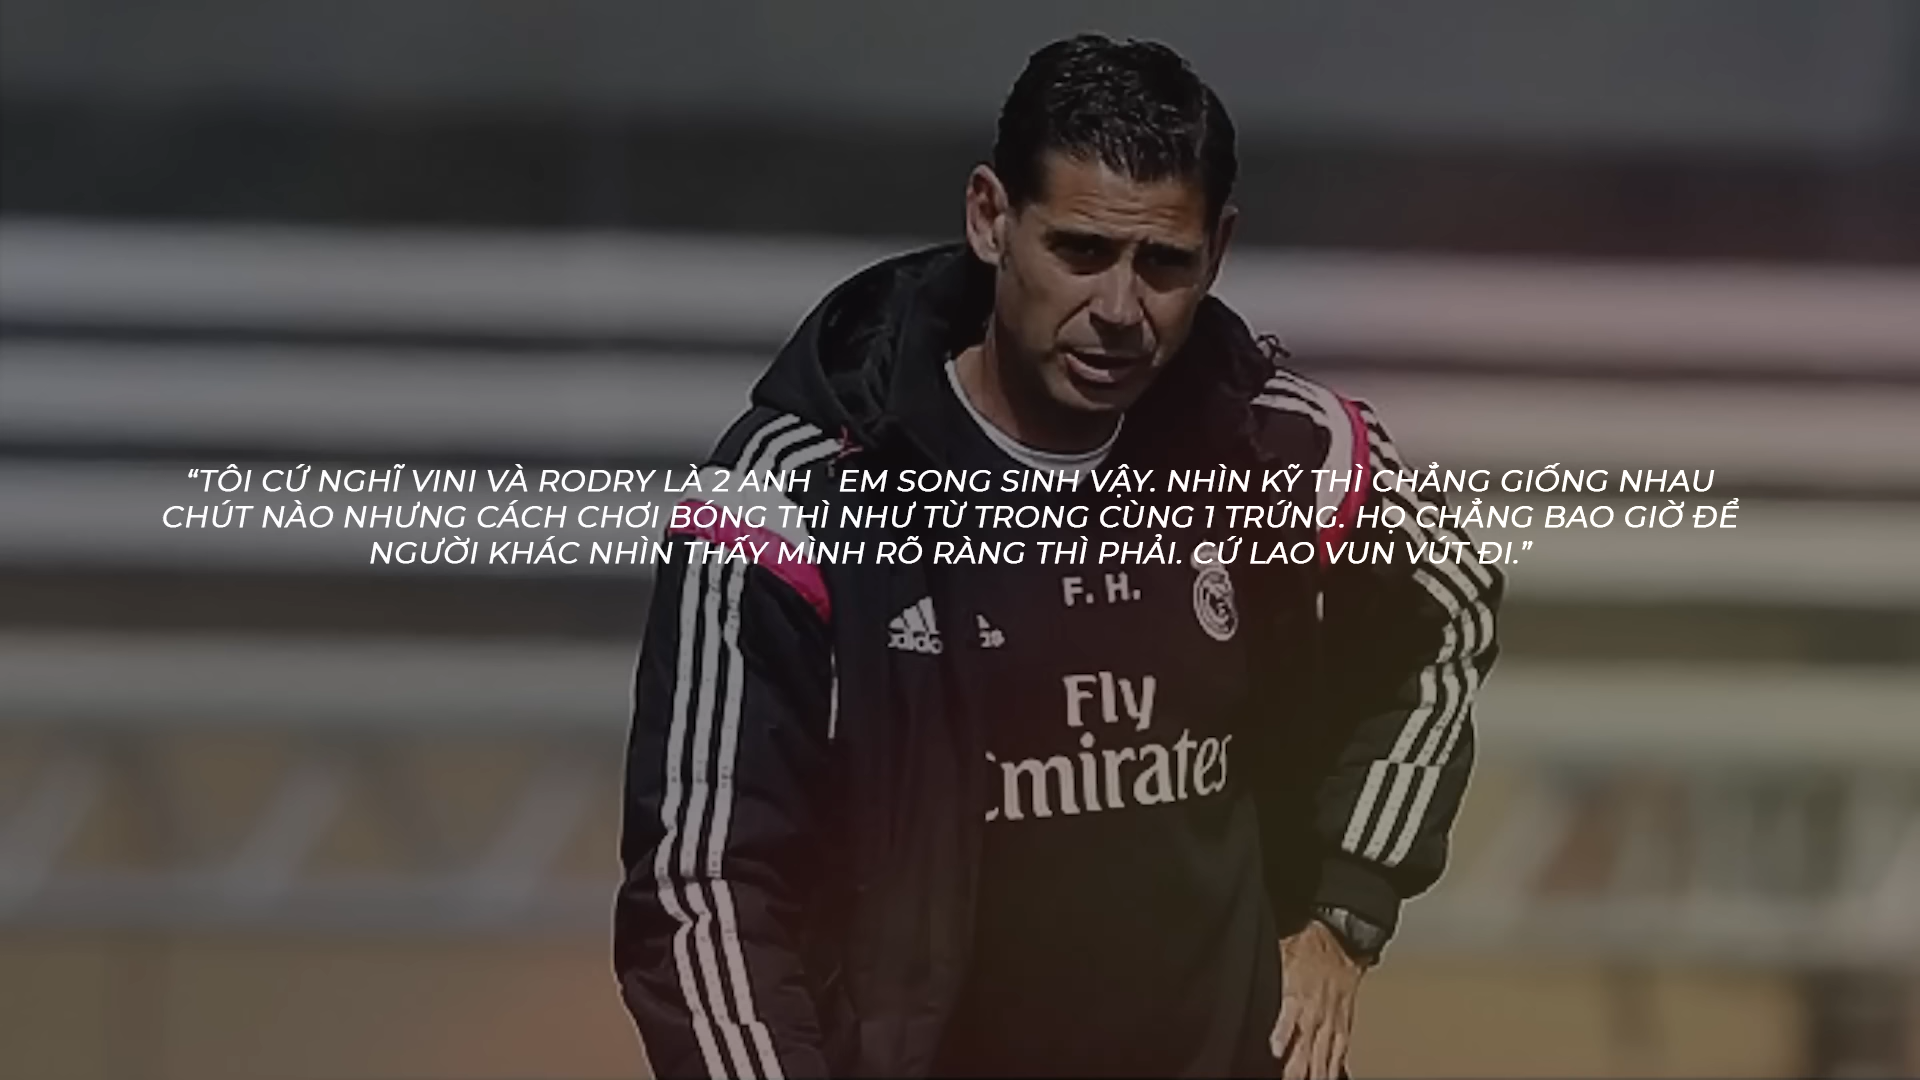 “TÔI CỨ NGHĨ VINI VÀ RODRY LÀ 2 ANH EM SONG SINH VẬY. NHÌN KỸ THÌ CHẲNG GIỐNG NHAU
CHÚT NÀO NHƯNG CÁCH CHƠI BÓNG THÌ NHƯ TỪ TRONG CÙNG 1 TRỨNG. HỌ CHẲNG BAO GIỜ ĐỂ
NGƯỜI KHÁC NHÌN THẤY MÌNH RÕ RÀNG THÌ PHẢI. CỨ LAO VUN VÚT ĐI.”
F. H.
adidas
Fly
Emirates